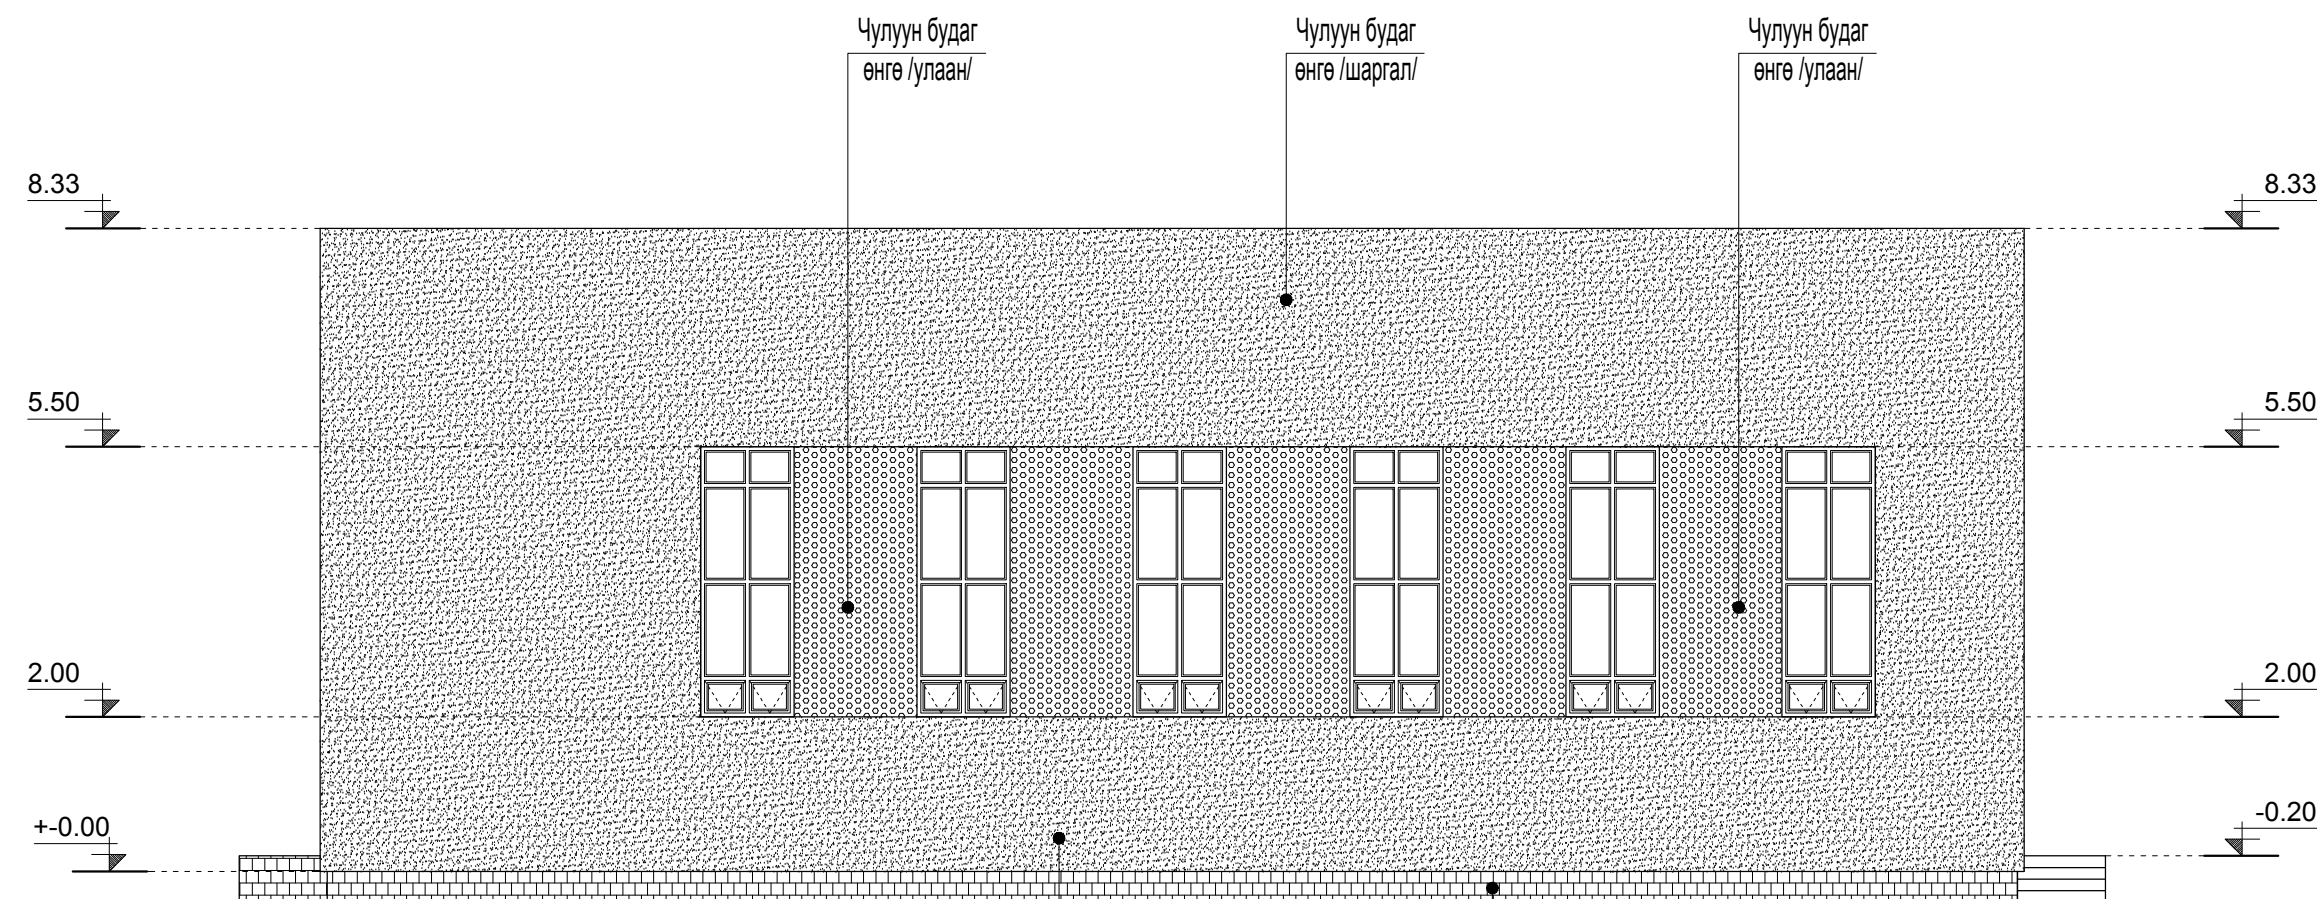 Чулуун будаг
өнгө /улаан/
Чулуун будаг
өнгө /шаргал/
Чулуун будаг
өнгө /улаан/
8.33
8.33
5.50
5.50
2.00
2.00
+-0.00
-0.20